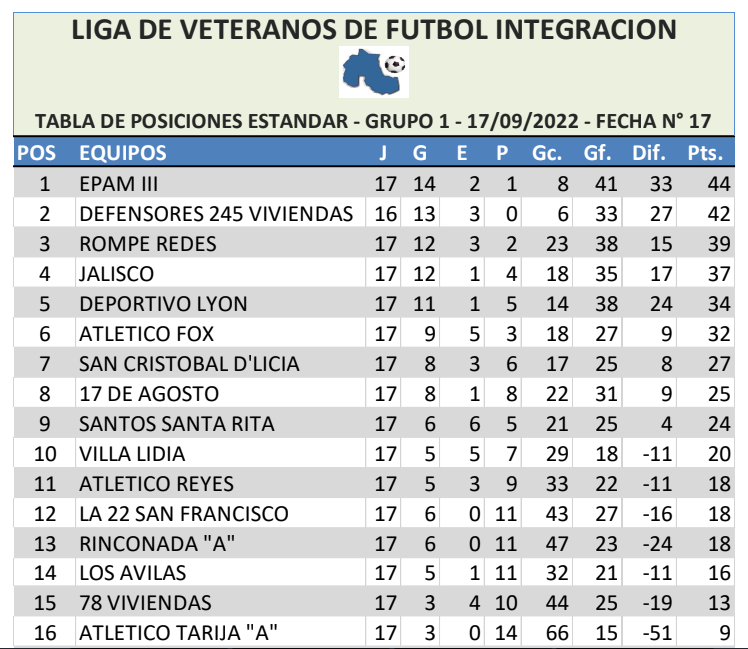 LIGA DE VETERANOS DE FUTBOL INTEGRACION
TABLA DE POSICIONES ESTANDAR - GRUPO 1 - 17/09/2022 - FECHA N° 17
POS EQUIPOS J G E P Gc. Gf. Dif. Pts.
1 EPAM III 17 14 2 1 8 41 33 44
2 DEFENSORES 245 VIVIENDAS 16 13 3 0 6 33 27 42
3 ROMPE REDES 17 12 3 2 23 38 15 39
4 JALISCO 17 12 1 4 18 35 17 37
5 DEPORTIVO LYON 17 11 1 5 14 38 24 34
6 ATLETICO FOX 17 9 5 3 18 27 9 32
7 SAN CRISTOBAL D'LICIA 17 8 3 6 17 25 8 27
8 17 DE AGOSTO 17 8 1 8 22 31 9 25
9 SANTOS SANTA RITA 17 6 6 5 21 25 4 24
10 VILLA LIDIA 17 5 5 7 29 18 -11 20
11 ATLETICO REYES 17 5 3 9 33 22 -11 18
12 LA 22 SAN FRANCISCO 17 6 0 11 43 27 -16 18
13 RINCONADA "A" 17 6 0 11 47 23 -24 18
14 LOS AVILAS 17 5 1 11 32 21 -11 16
15 78 VIVIENDAS 17 3 4 10 44 25 -19 13
16 ATLETICO TARIJA "A" 17 3 0 14 66 15 -51 9